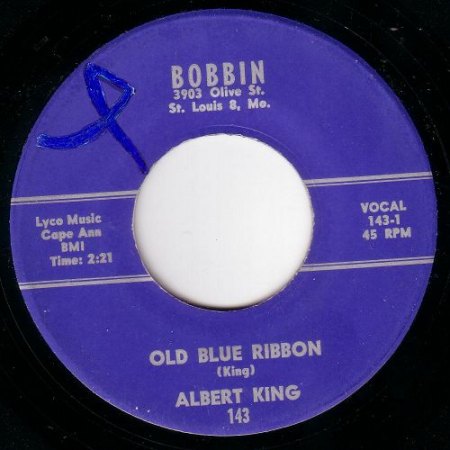 BOBBIN
3903 Olive St.
St. Louis 8, Mo.
Lyco Music
Cape Ann
BMI
Time: 2:21
VOCAL
143-1
45 RPM
OLD BLUE RIBBON
(King)
ALBERT KING
143